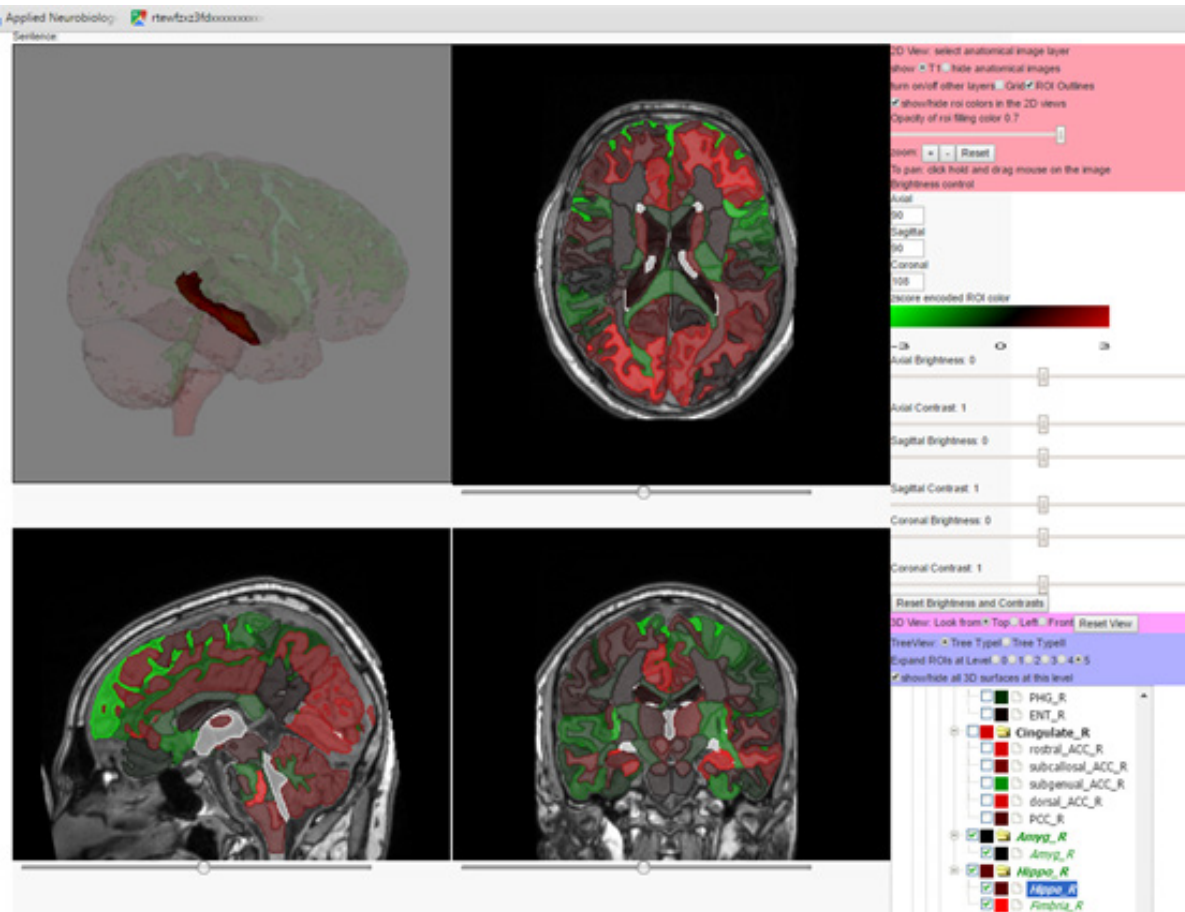 Applied Neurobiolog
rtewfzxz3fdxxxxxxxxx
Sentence:
2D View: select anatomical image layer
show T1 hide anatomical images
turn on/off other layers Grid ROI Outlines
show/hide roi colors in the 2D views
Opacity of roi filling color 0.7
zoom: + - Reset
To pan: click hold and drag mouse on the image
Brightness control
Axial
90
Sagittal
90
Coronal
108
zscore encoded ROI color
-3 0 3
Axial Brightness: 0
Axial Contrast: 1
Sagittal Brightness: 0
Sagittal Contrast: 1
Coronal Brightness: 0
Coronal Contrast: 1
Reset Brightness and Contrasts
3D View: Look from Top Left Front Reset View
TreeView: Tree TypeI Tree TypeII
Expand ROIs at Level 0 1 2 3 4 5
show/hide all 3D surfaces at this level
PHG_R
ENT_R
Cingulate_R
rostral_ACC_R
subcallosal_ACC_R
subgenual_ACC_R
dorsal_ACC_R
PCC_R
Amyg_R
Amyg_R
Hippo_R
Hippo_R
Fimbria_R